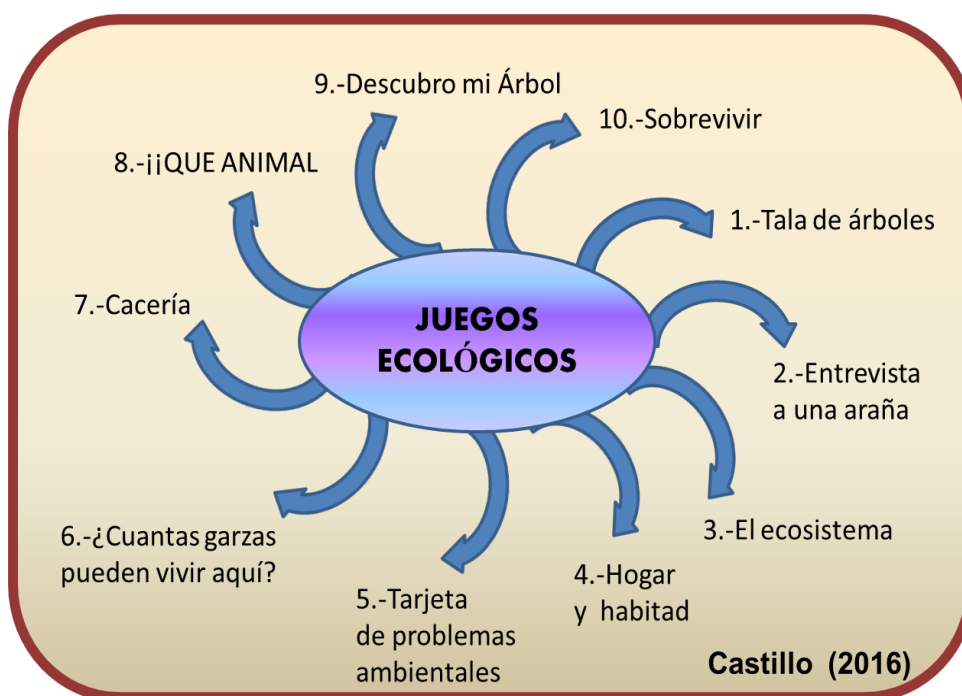 JUEGOS
ECOLÓGICOS
1.-Tala de árboles
2.-Entrevista
a una araña
3.-El ecosistema
4.-Hogar
y habitad
5.-Tarjeta
de problemas
ambientales
6.-¿Cuantas garzas
pueden vivir aquí?
7.-Cacería
8.-¡¡QUE ANIMAL
9.-Descubro mi Árbol
10.-Sobrevivir
Castillo (2016)